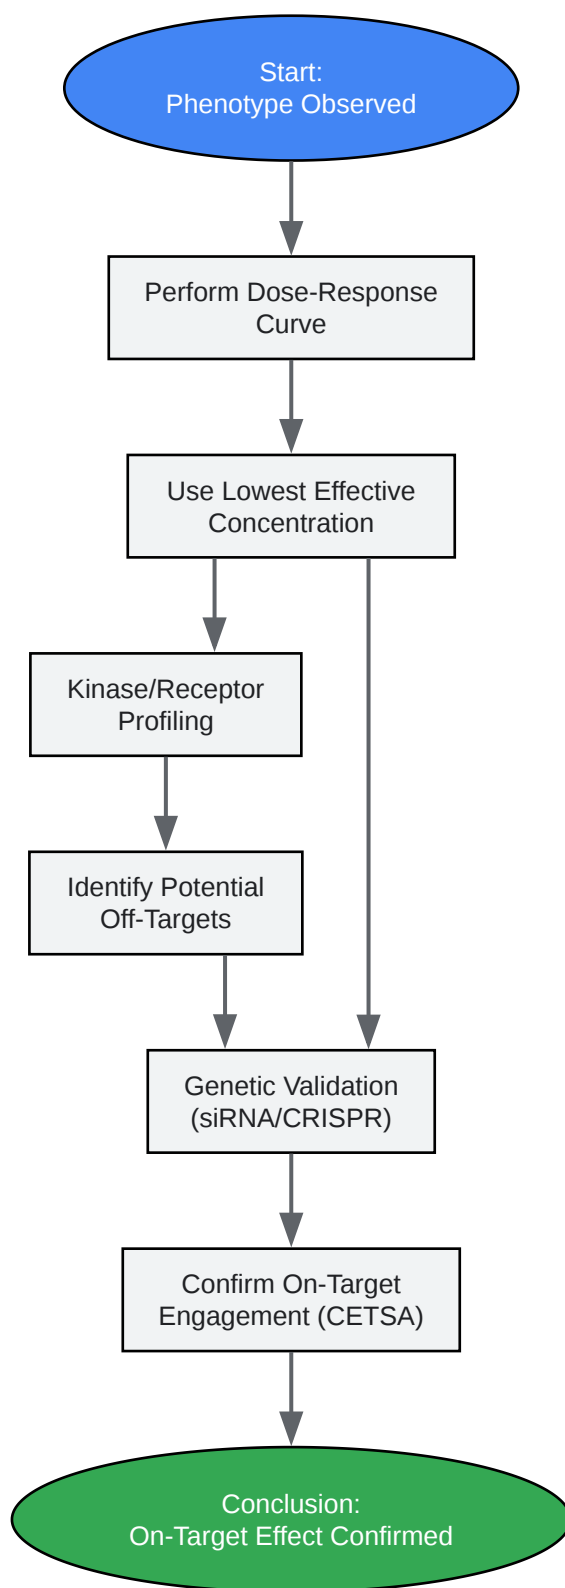 Start:
Phenotype Observed
Perform Dose-Response
Curve
Use Lowest Effective
Concentration
Kinase/Receptor
Profiling
Identify Potential
Off-Targets
Genetic Validation
(siRNA/CRISPR)
Confirm On-Target
Engagement (CETSA)
Conclusion:
On-Target Effect Confirmed